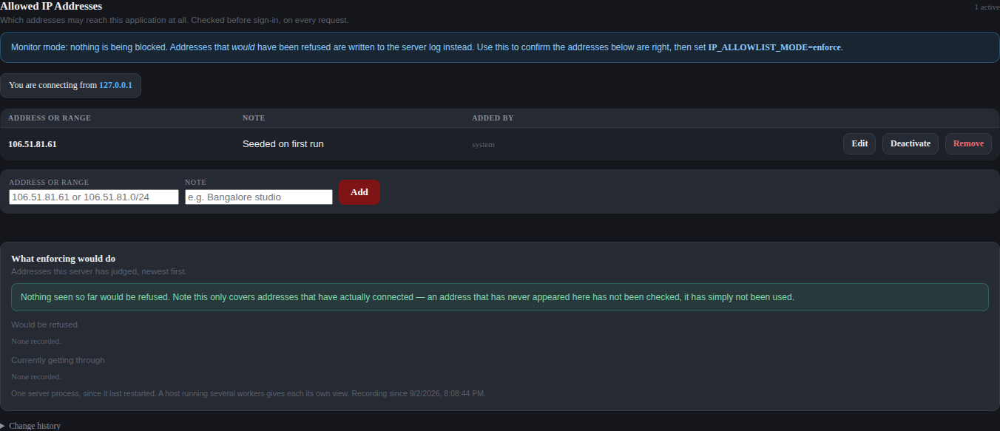 Allowed IP Addresses
1 active
Which addresses may reach this application at all. Checked before sign-in, on every request.
Monitor mode: nothing is being blocked. Addresses that would have been refused are written to the server log instead. Use this to confirm the addresses below are right, then set IP_ALLOWLIST_MODE=enforce.
You are connecting from 127.0.0.1
ADDRESS OR RANGE NOTE ADDED BY
106.51.81.61 Seeded on first run system Edit Deactivate Remove
ADDRESS OR RANGE NOTE
106.51.81.61 or 106.51.81.0/24 e.g. Bangalore studio Add
What enforcing would do
Addresses this server has judged, newest first.
Nothing seen so far would be refused. Note this only covers addresses that have actually connected — an address that has never appeared here has not been checked, it has simply not been used.
Would be refused
None recorded.
Currently getting through
None recorded.
One server process, since it last restarted. A host running several workers gives each its own view. Recording since 9/2/2026, 8:08:44 PM.
Change history